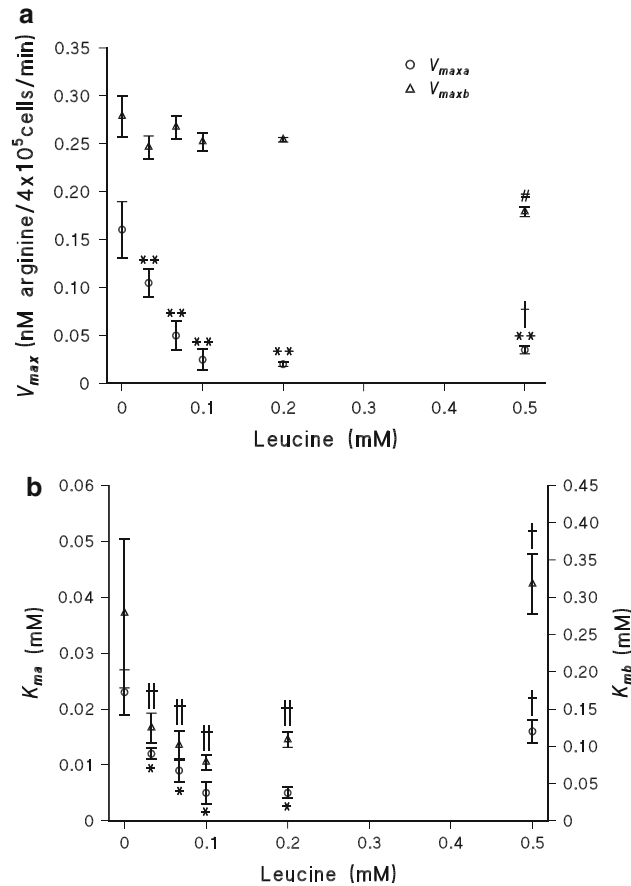 a
V_max (nM arginine/4x10⁵cells/min)
0.35
0.30
0.25
0.20
0.15
0.10
0.05
0
○ V_maxa
△ V_maxb
**
**
**
**
#
†
**
0 0.1 0.2 0.3 0.4 0.5
Leucine (mM)
b
K_ma (mM)
0.06
0.05
0.04
0.03
0.02
0.01
0
†† †† †† ††
* * * *
†
†
0.45
0.40
0.35
0.30
0.25
0.20
0.15
0.10
0.05
0
K_mb (mM)
0 0.1 0.2 0.3 0.4 0.5
Leucine (mM)